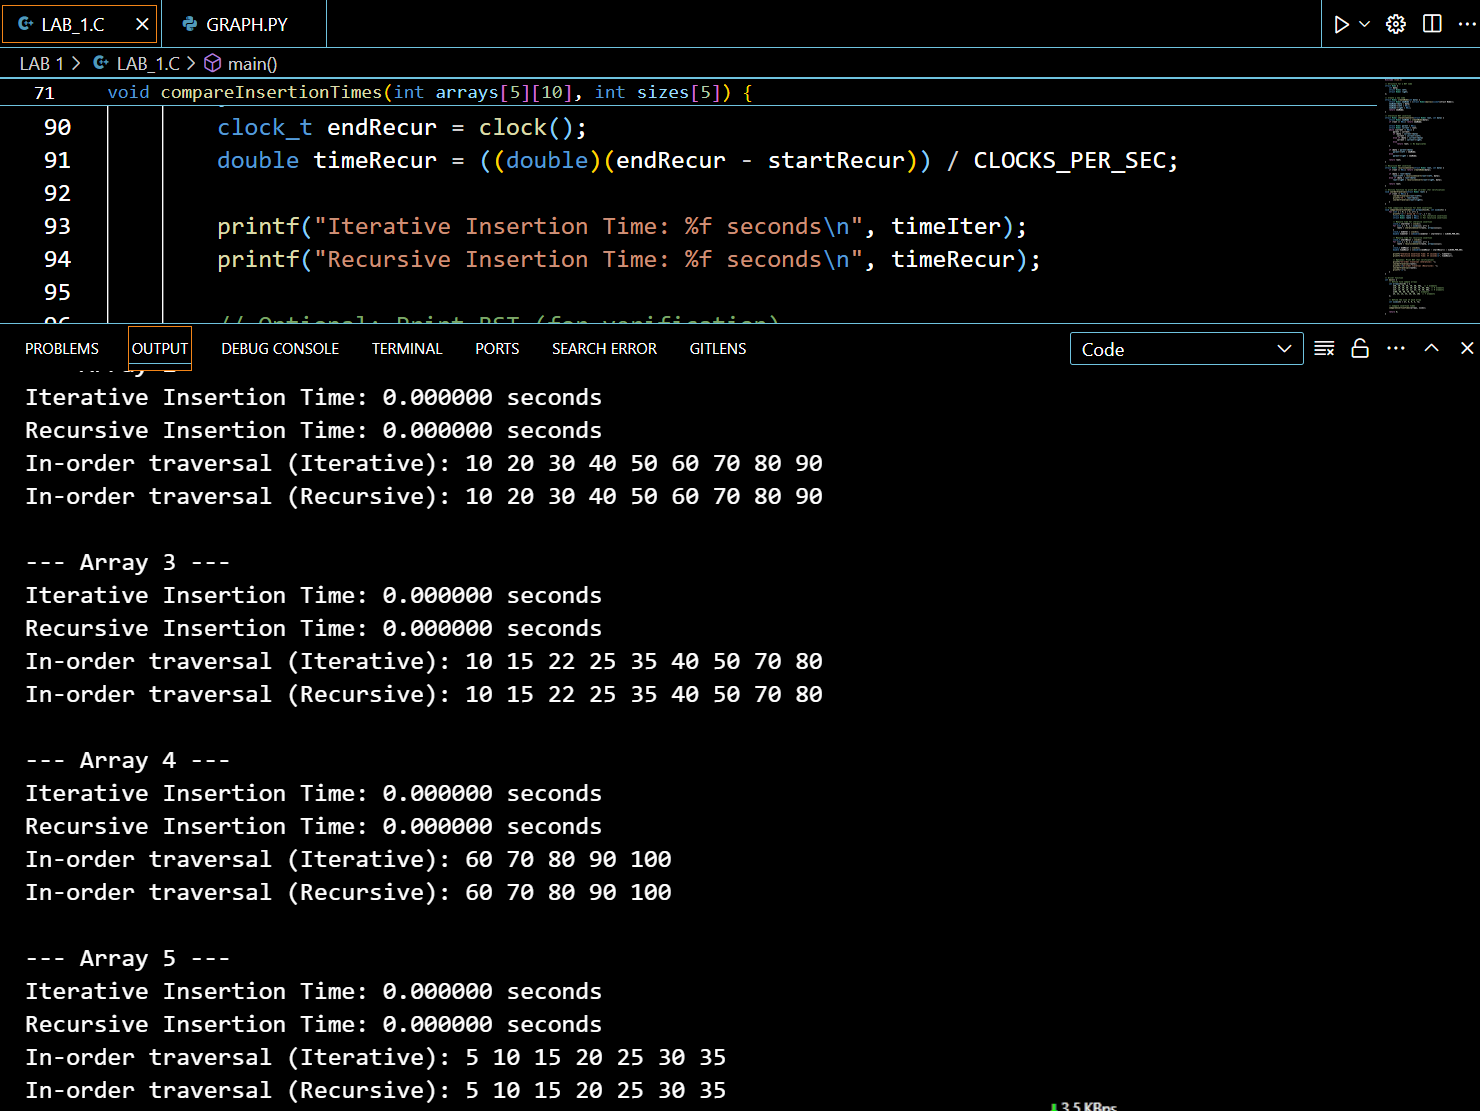 LAB_1.C GRAPH.PY
LAB 1 > LAB_1.C > main()
71 void compareInsertionTimes(int arrays[5][10], int sizes[5]) {
90 clock_t endRecur = clock();
91 double timeRecur = ((double)(endRecur - startRecur)) / CLOCKS_PER_SEC;
92
93 printf("Iterative Insertion Time: %f seconds\n", timeIter);
94 printf("Recursive Insertion Time: %f seconds\n", timeRecur);
95
96 // Optional: Print BST (for verification)
PROBLEMS OUTPUT DEBUG CONSOLE TERMINAL PORTS SEARCH ERROR GITLENS Code
Iterative Insertion Time: 0.000000 seconds
Recursive Insertion Time: 0.000000 seconds
In-order traversal (Iterative): 10 20 30 40 50 60 70 80 90
In-order traversal (Recursive): 10 20 30 40 50 60 70 80 90
--- Array 3 ---
Iterative Insertion Time: 0.000000 seconds
Recursive Insertion Time: 0.000000 seconds
In-order traversal (Iterative): 10 15 22 25 35 40 50 70 80
In-order traversal (Recursive): 10 15 22 25 35 40 50 70 80
--- Array 4 ---
Iterative Insertion Time: 0.000000 seconds
Recursive Insertion Time: 0.000000 seconds
In-order traversal (Iterative): 60 70 80 90 100
In-order traversal (Recursive): 60 70 80 90 100
--- Array 5 ---
Iterative Insertion Time: 0.000000 seconds
Recursive Insertion Time: 0.000000 seconds
In-order traversal (Iterative): 5 10 15 20 25 30 35
In-order traversal (Recursive): 5 10 15 20 25 30 35
3.5 KBps